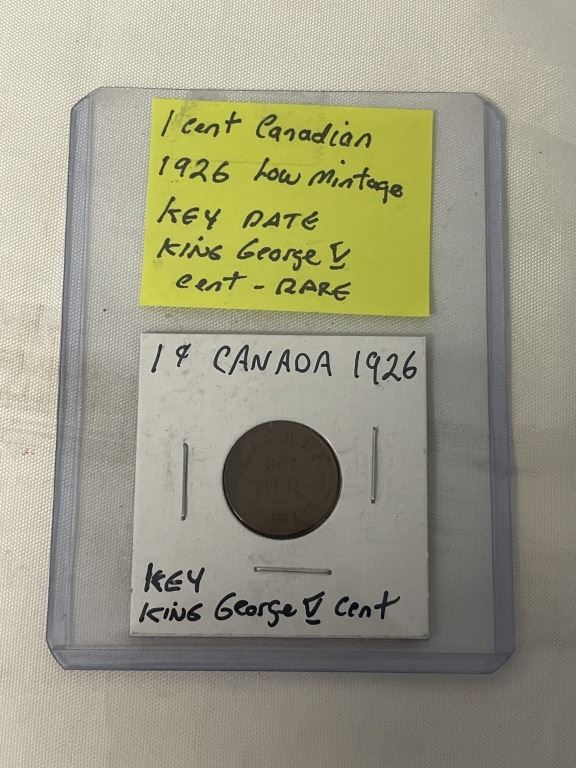 1 cent Canadian
1926 Low Mintage
KEY DATE
KING George V
cent - RARE
1¢ CANADA 1926
KEY
KING George V cent